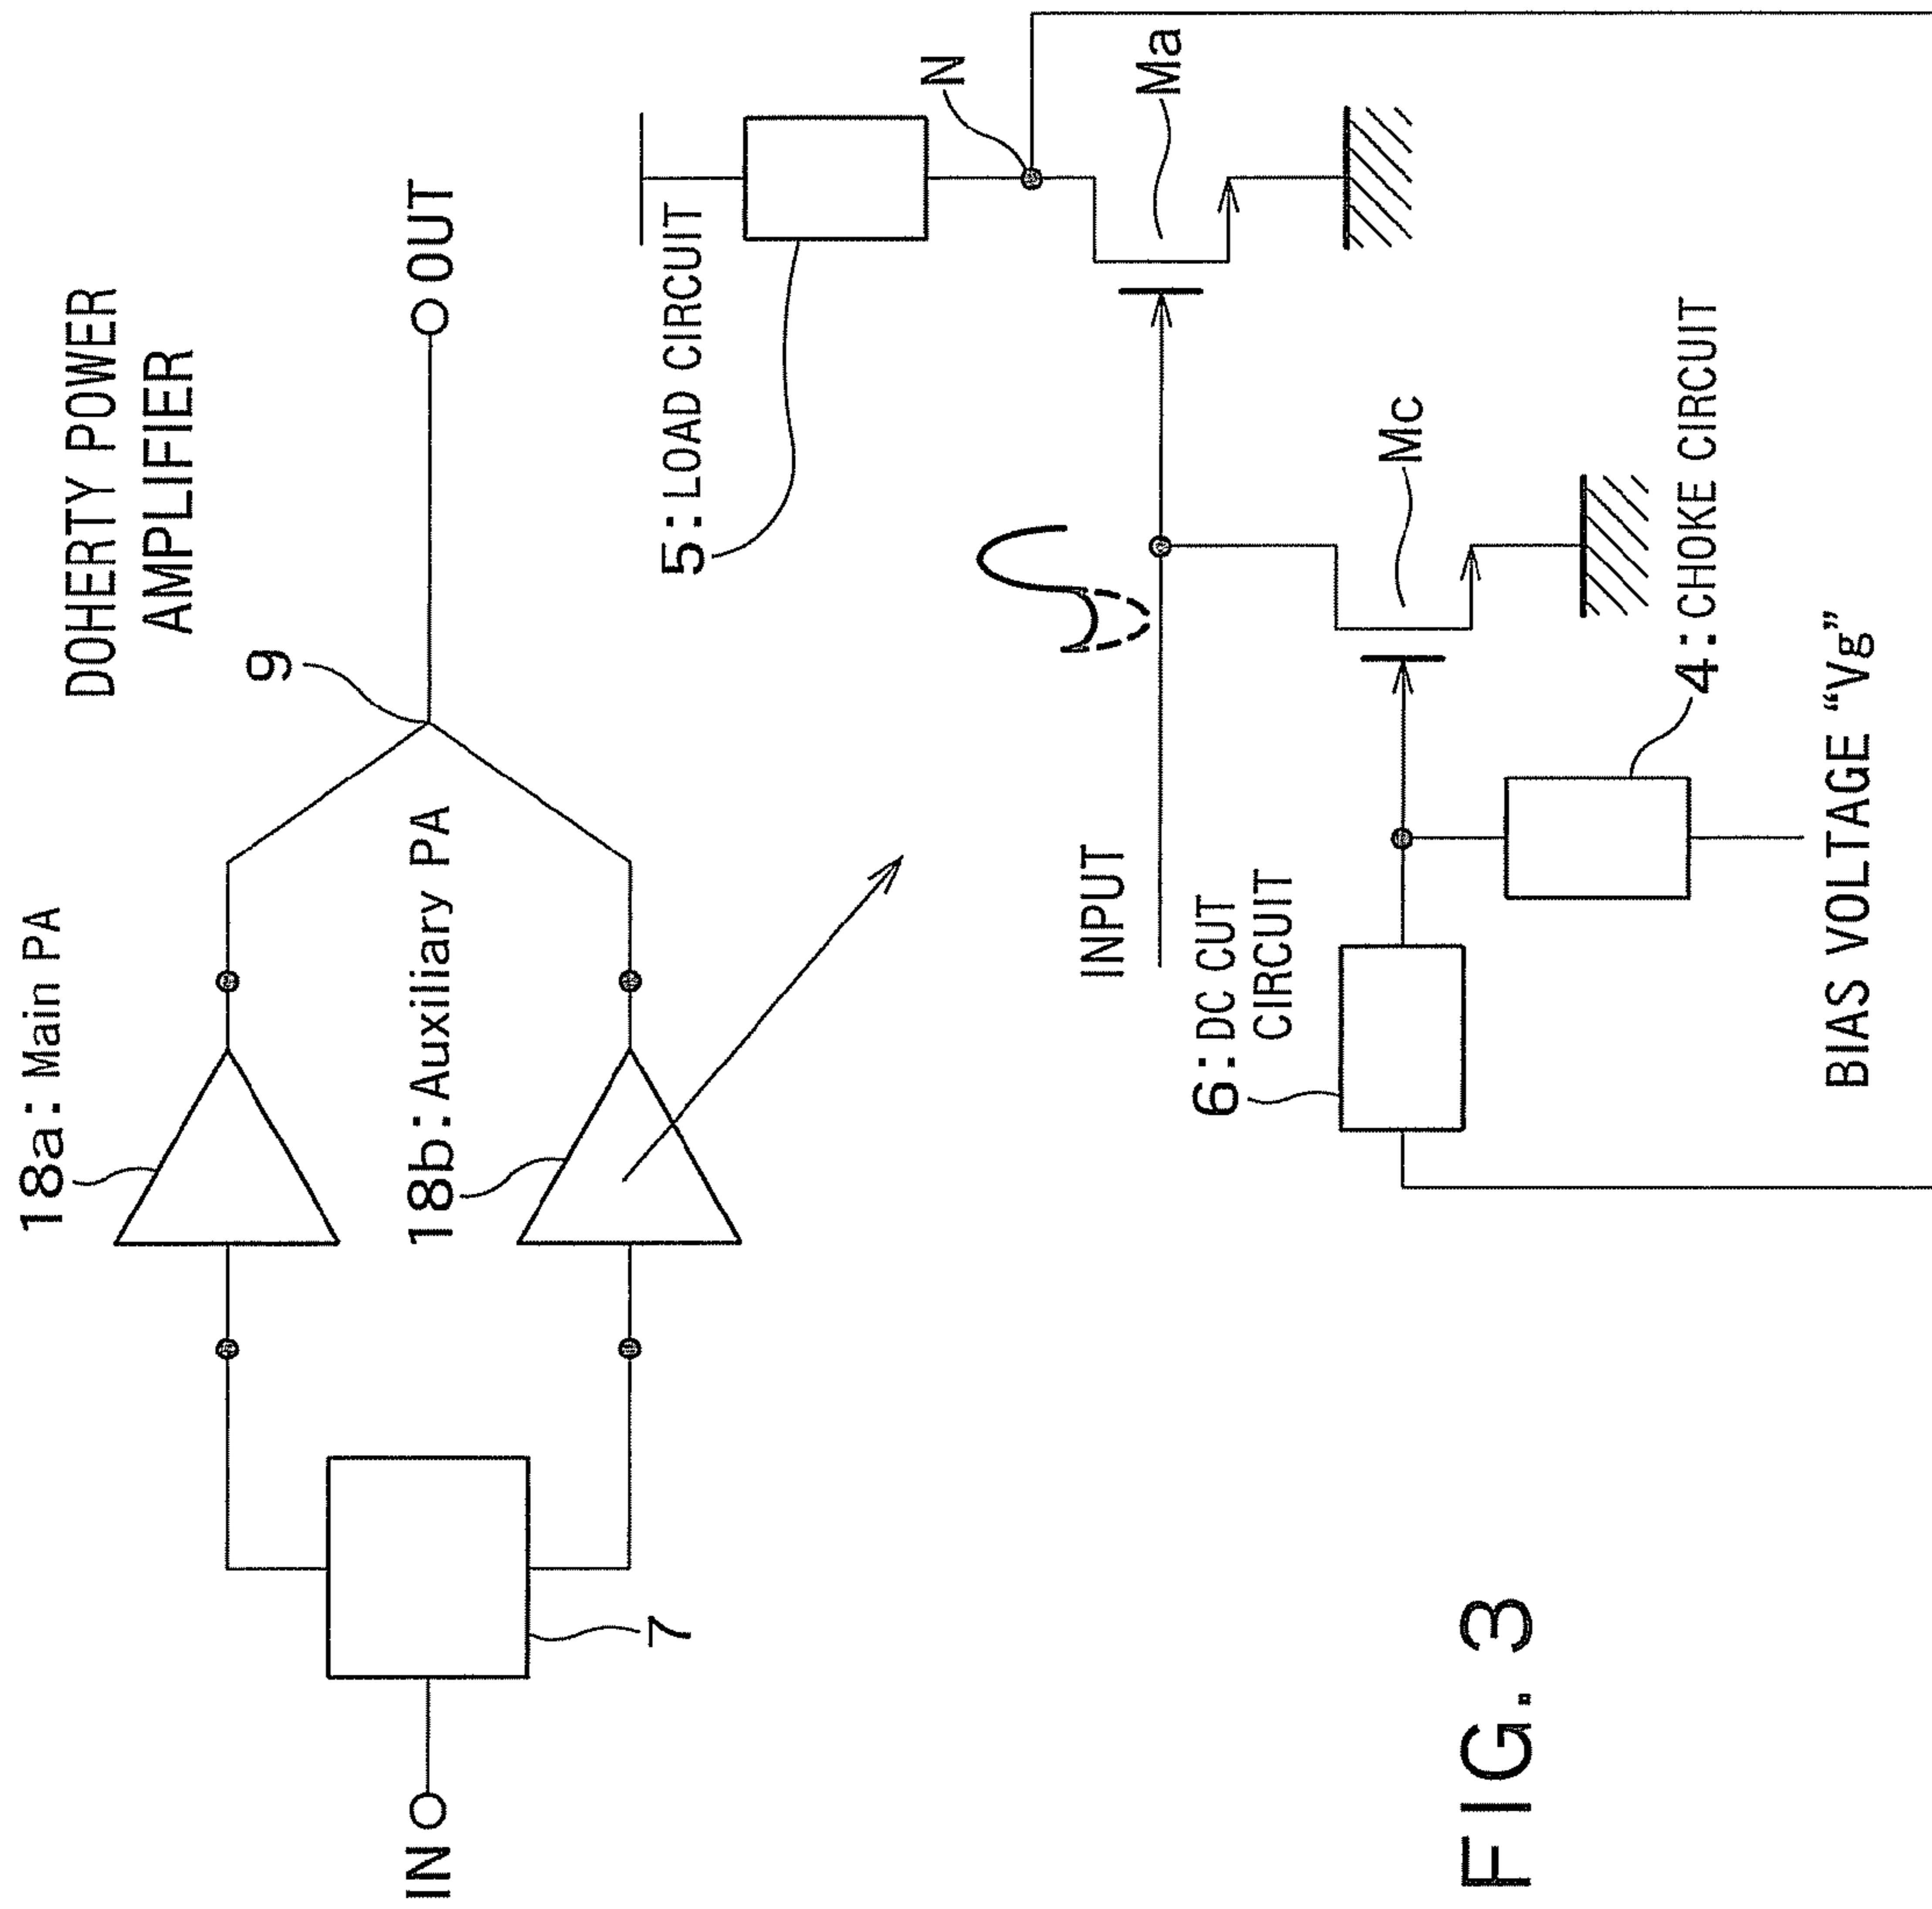 DOHERTY POWER
AMPLIFIER
18a: Main PA
9
OUT
18b: Auxiliary PA
IN
7
5: LOAD CIRCUIT
N
Ma
INPUT
6: DC CUT
CIRCUIT
Mc
4: CHOKE CIRCUIT
BIAS VOLTAGE “Vg”
FIG. 3